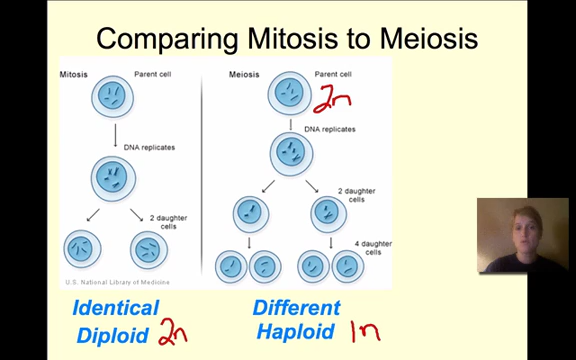 Comparing Mitosis to Meiosis
Mitosis
Parent cell
DNA replicates
2 daughter
cells
U.S. National Library of Medicine
Identical
Diploid 2n
Meiosis
Parent cell
2n
DNA replicates
2 daughter
cells
4 daughter
cells
Different
Haploid 1n